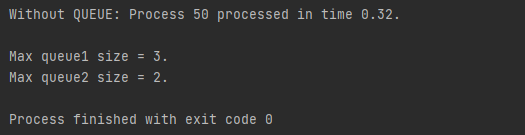 Without QUEUE: Process 50 processed in time 0.32.
Max queue1 size = 3.
Max queue2 size = 2.
Process finished with exit code 0